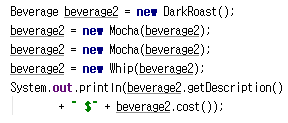 Beverage beverage2 = new DarkRoast();
beverage2 = new Mocha(beverage2);
beverage2 = new Mocha(beverage2);
beverage2 = new Whip(beverage2);
System.out.println(beverage2.getDescription()
+ " $" + beverage2.cost());